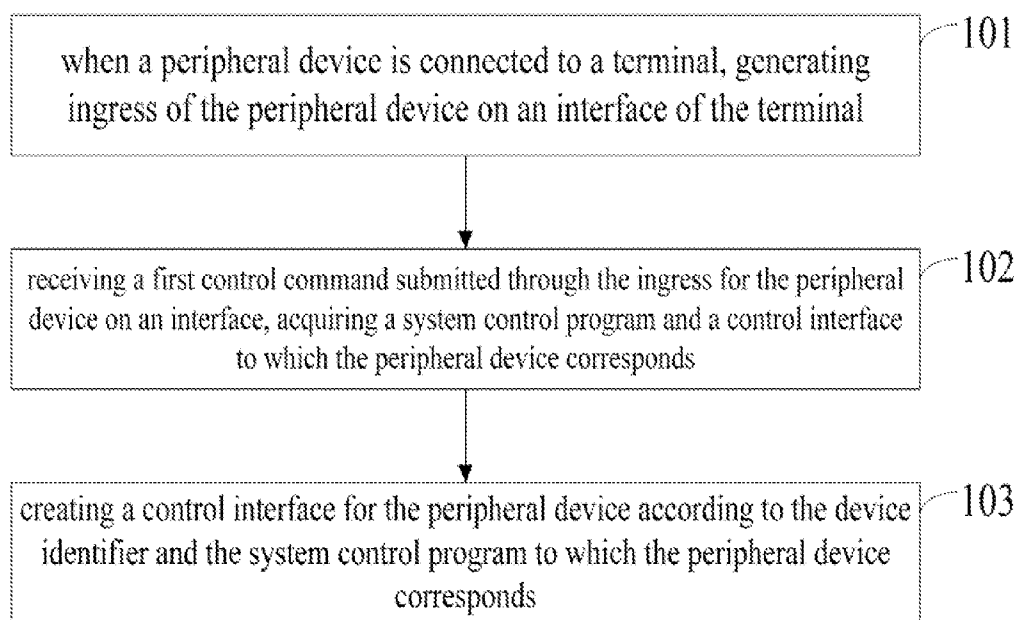 101
when a peripheral device is connected to a terminal, generating
ingress of the peripheral device on an interface of the terminal
102
receiving a first control command submitted through the ingress for the peripheral
device on an interface, acquiring a system control program and a control interface
to which the peripheral device corresponds
103
creating a control interface for the peripheral device according to the device
identifier and the system control program to which the peripheral device
corresponds